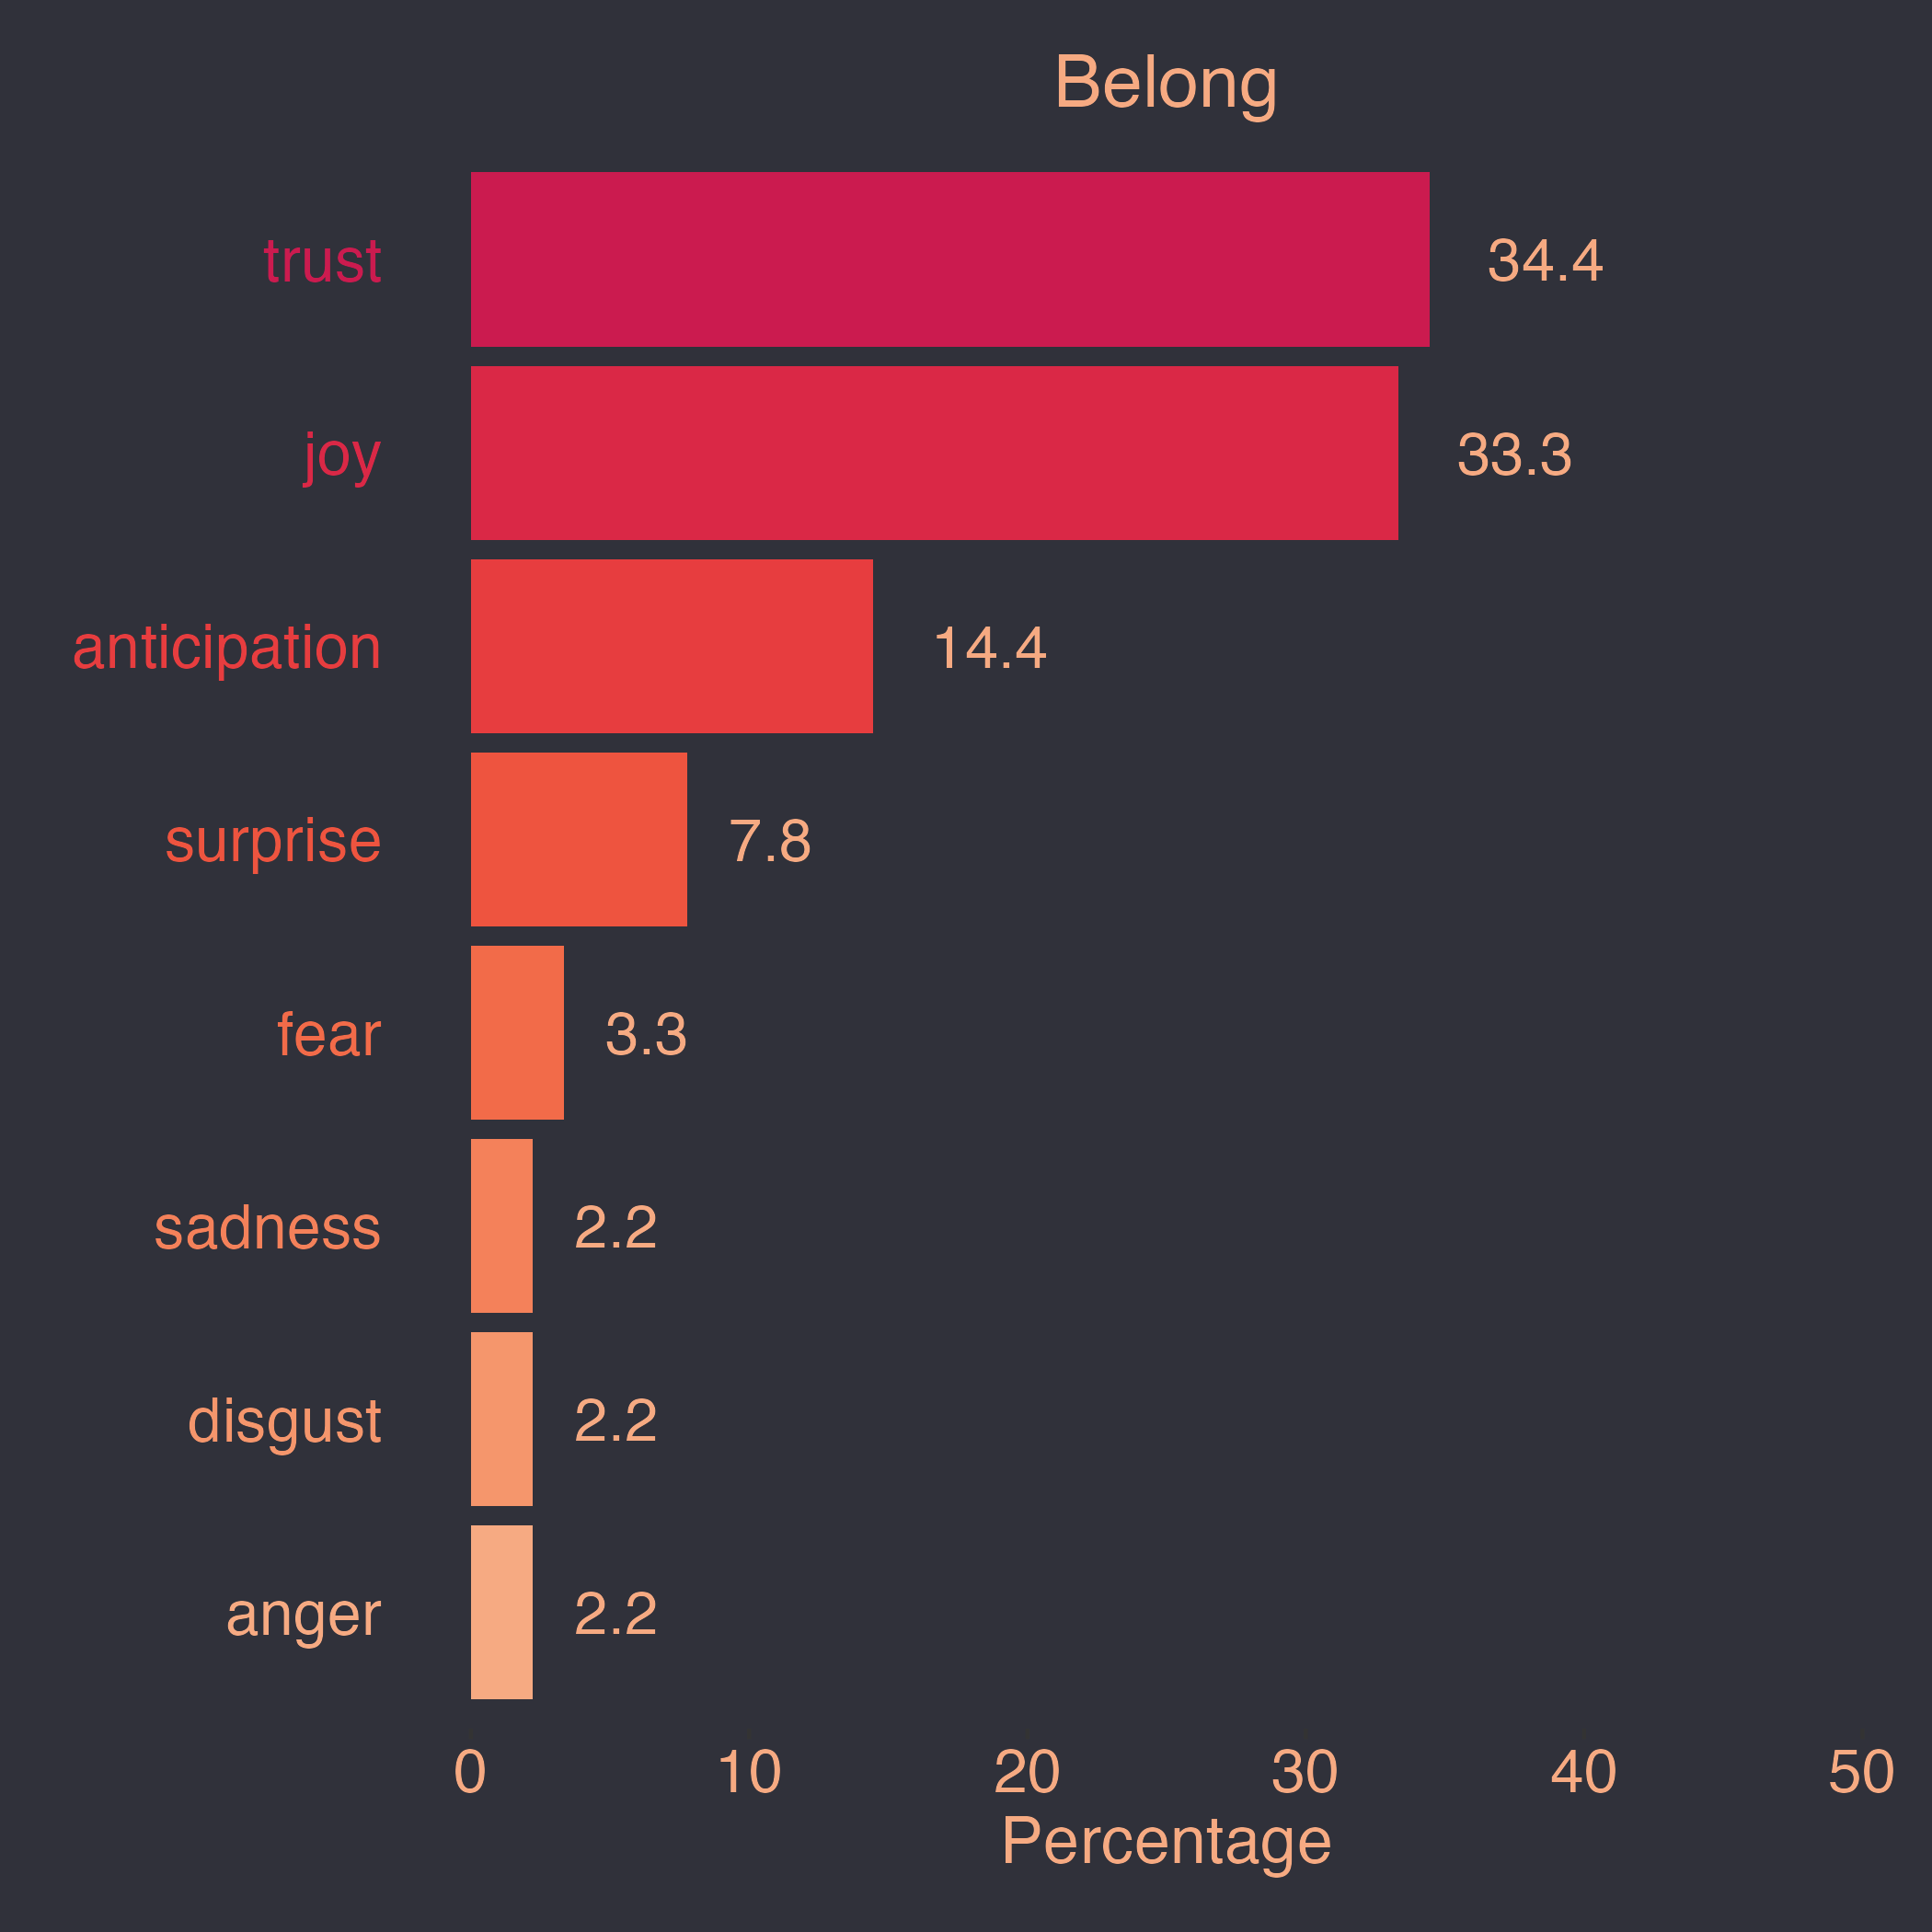 Belong
trust 34.4
joy 33.3
anticipation 14.4
surprise 7.8
fear 3.3
sadness 2.2
disgust 2.2
anger 2.2
0 10 20 30 40 50
Percentage